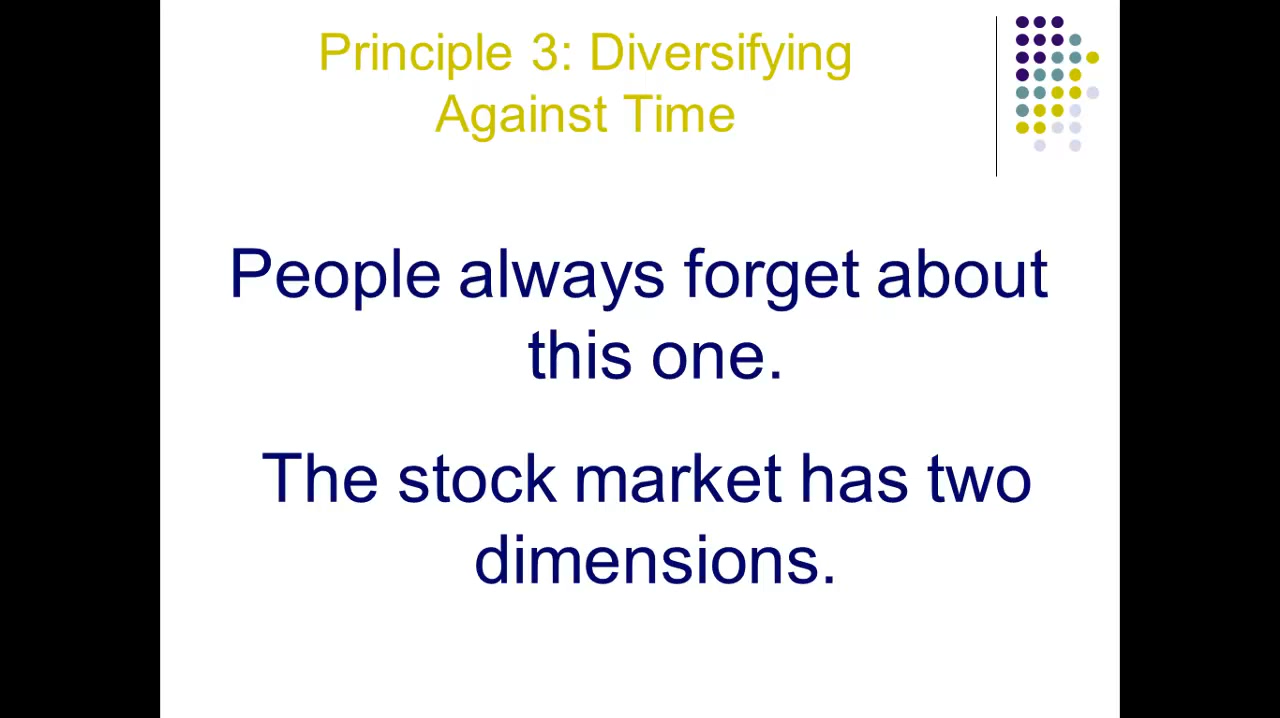 Principle 3: Diversifying
Against Time
People always forget about
this one.
The stock market has two
dimensions.